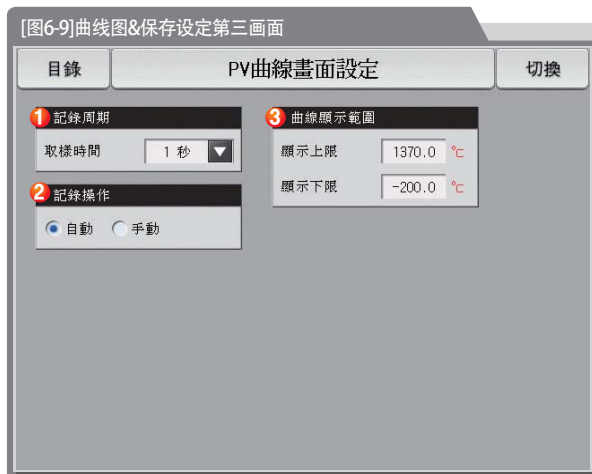 [图6-9]曲线图&保存设定第三画面
目錄 PV曲線畫面設定 切換
1 記錄周期
取樣時間 1 秒
2 記錄操作
自動 手動
3 曲線顯示範圍
顯示上限 1370.0 ℃
顯示下限 -200.0 ℃